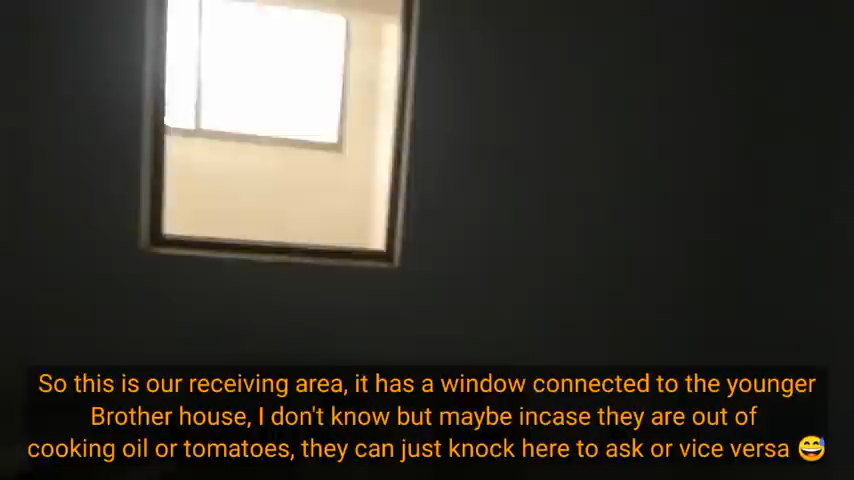 So this is our receiving area, it has a window connected to the younger
Brother house, I don't know but maybe incase they are out of
cooking oil or tomatoes, they can just knock here to ask or vice versa 😅